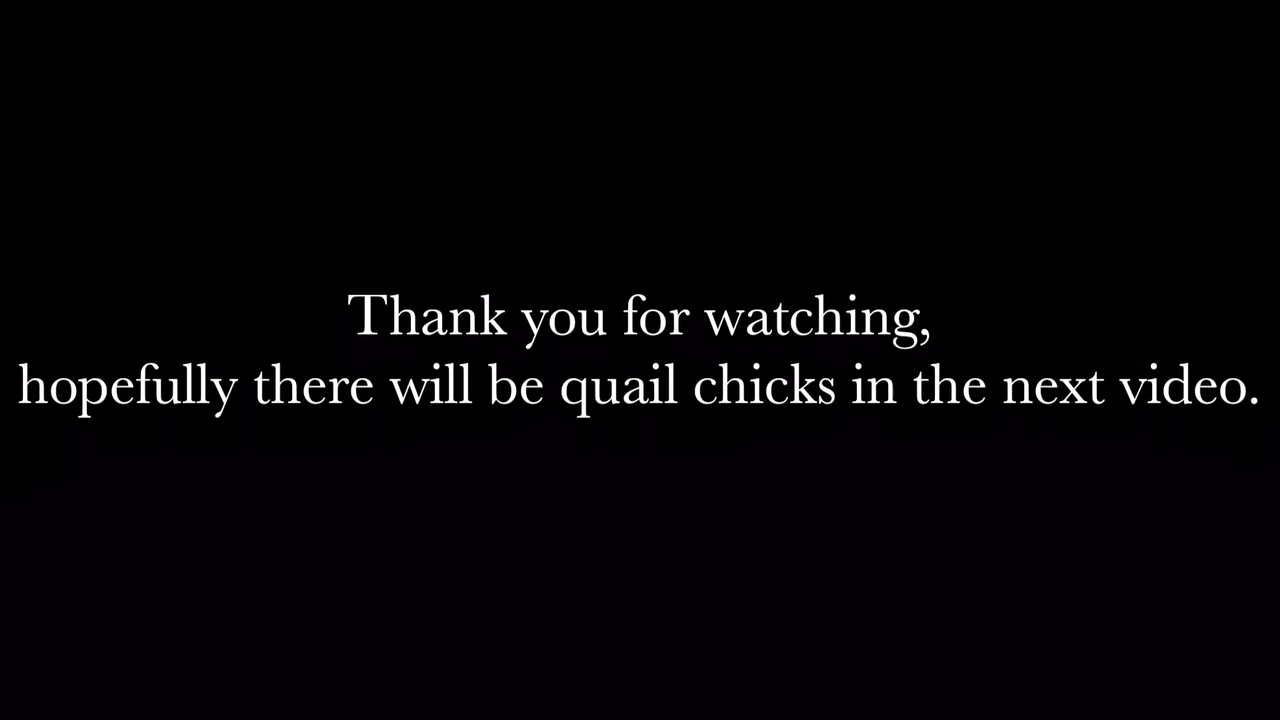 Thank you for watching,
hopefully there will be quail chicks in the next video.